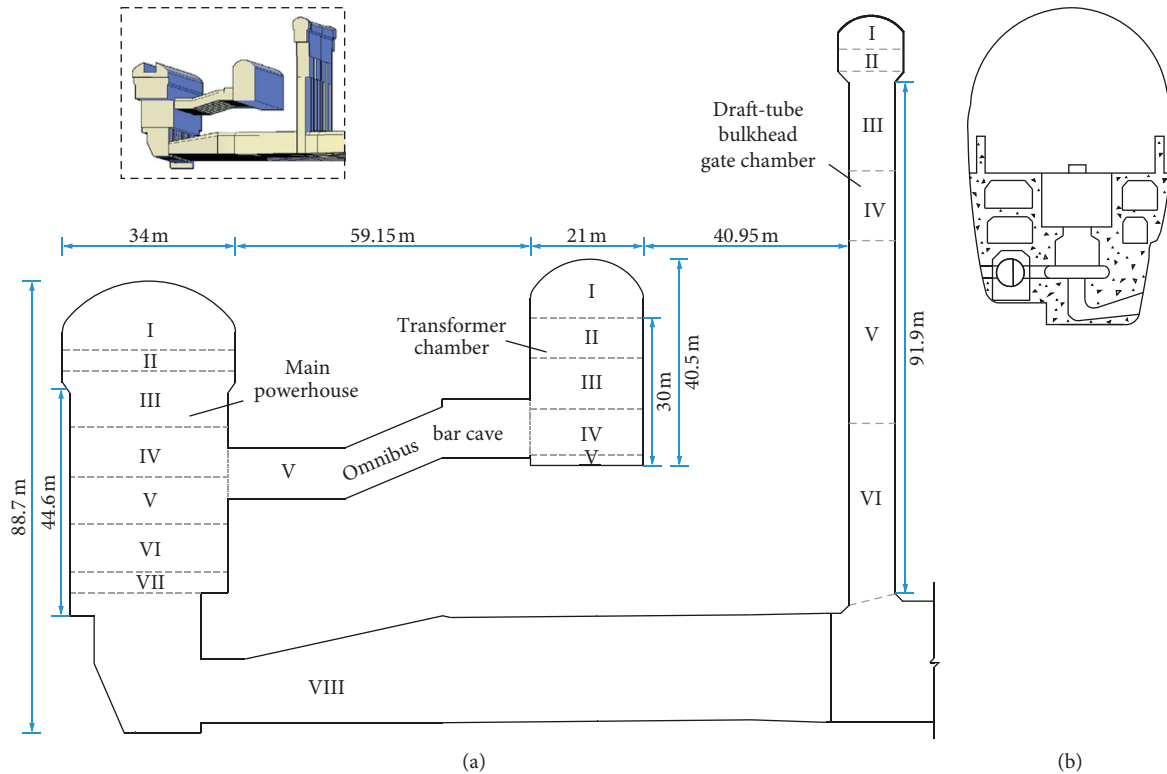 I
II
Draft-tube
bulkhead
gate chamber
III
IV
V
VI
91.9 m
34 m
59.15 m
21 m
40.95 m
I
II
III
IV
V
VI
VII
Main
powerhouse
88.7 m
44.6 m
V
Omnibus
bar cave
Transformer
chamber
I
II
III
IV
V
30 m
40.5 m
VIII
(a)
(b)